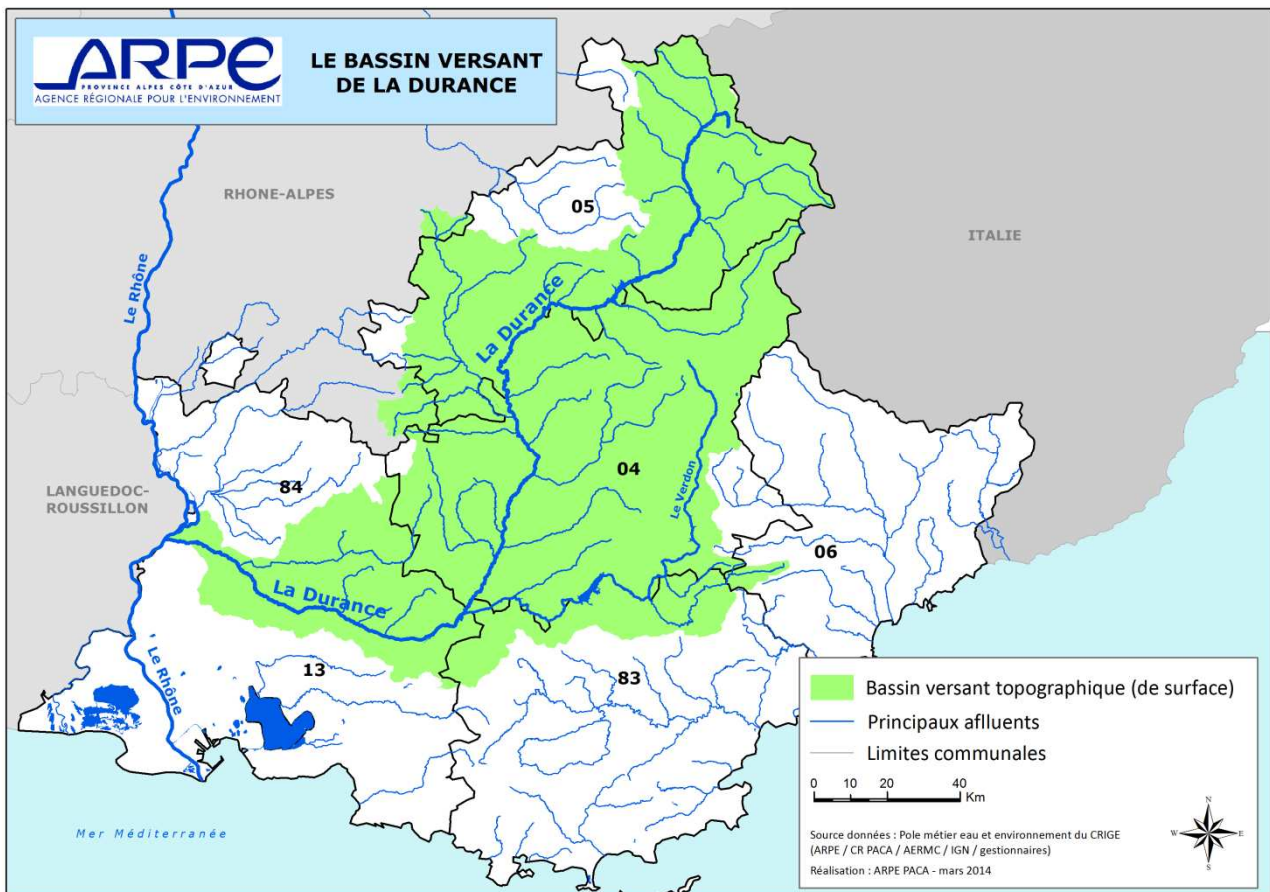 ARPE
PROVENCE ALPES CÔTE D'AZUR
AGENCE RÉGIONALE POUR L'ENVIRONNEMENT
LE BASSIN VERSANT
DE LA DURANCE
RHONE-ALPES
05
ITALIE
Le Rhône
La Durance
84
04
Le Verdon
LANGUEDOC-
ROUSSILLON
06
La Durance
Le Rhône
13
83
Mer Méditerranée
Bassin versant topographique (de surface)
Principaux aflluents
Limites communales
0 10 20 40
Km
Source données : Pole métier eau et environnement du CRIGE
(ARPE / CR PACA / AERMC / IGN / gestionnaires)
Réalisation : ARPE PACA - mars 2014
N
W E
S